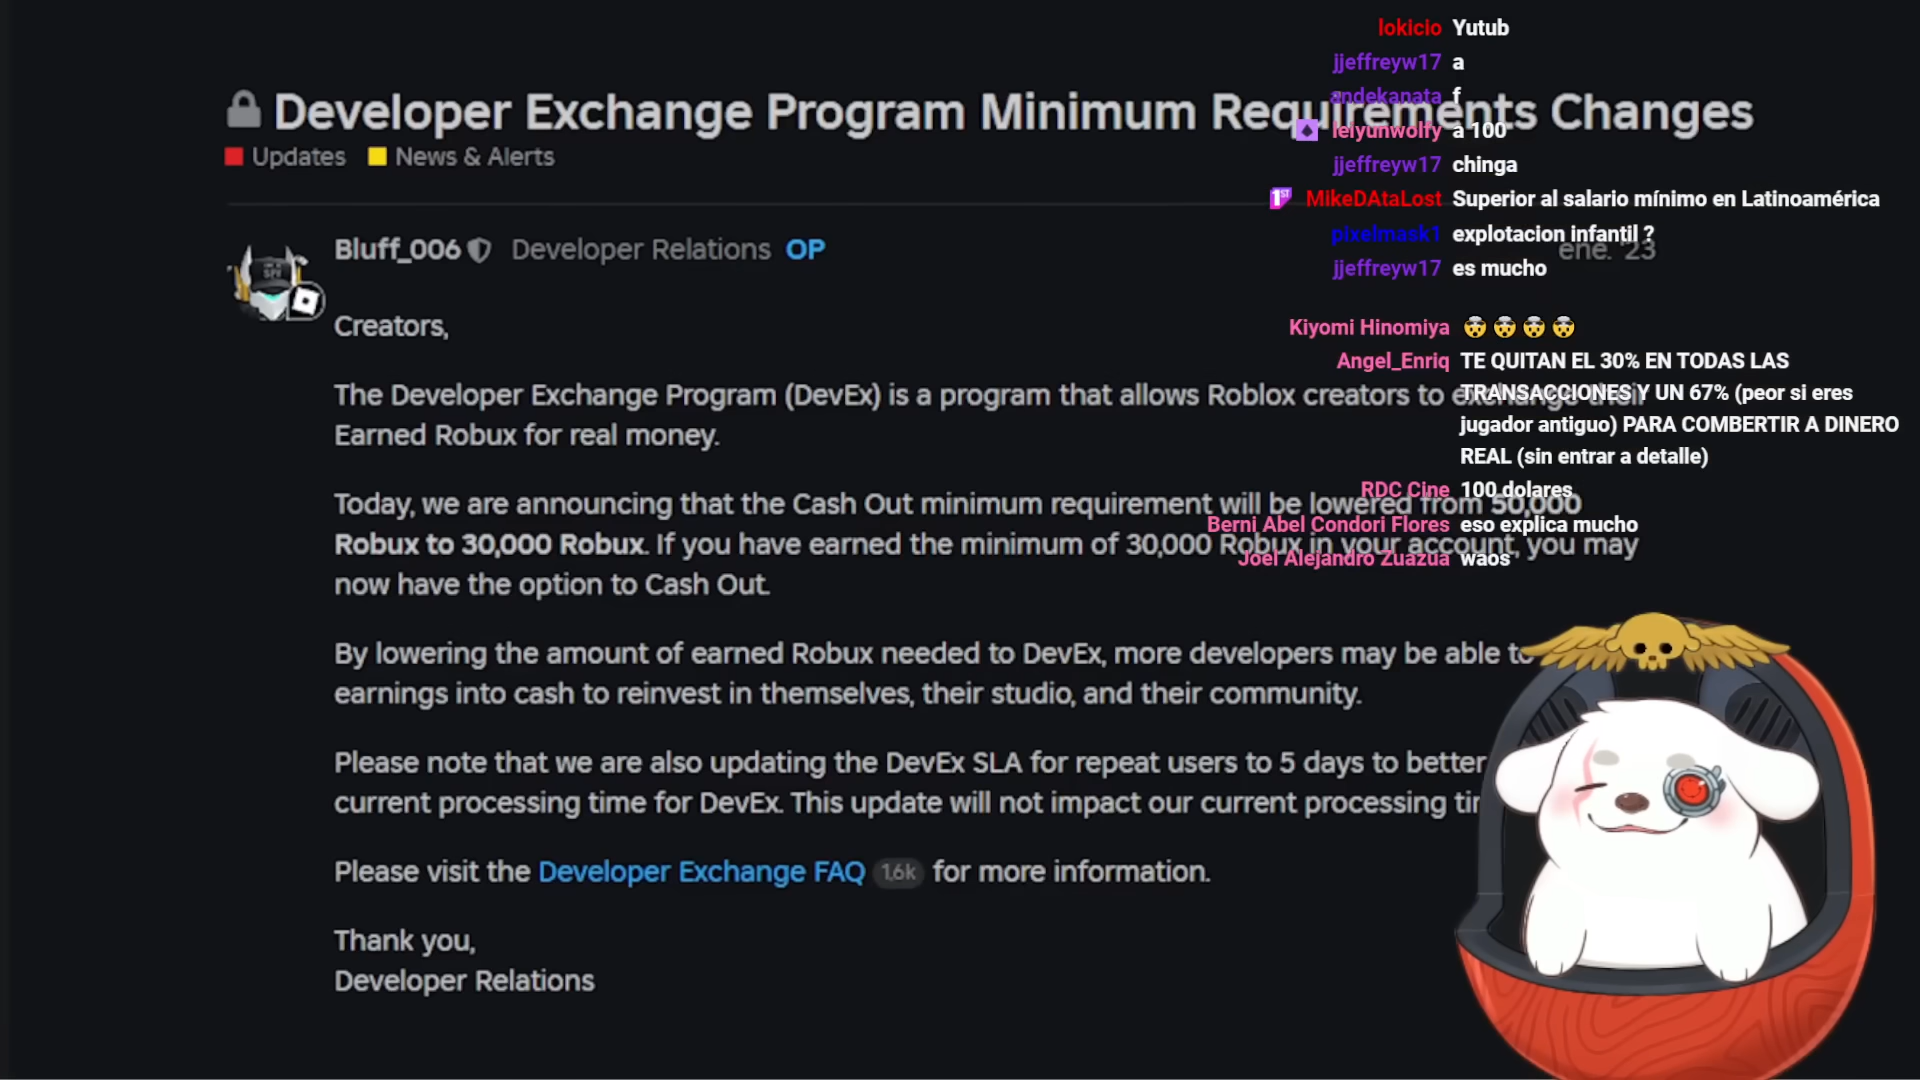 Developer Exchange Program Minimum Requirements Changes
Updates News & Alerts
Bluff_006 Developer Relations OP
ene. '23
Creators,
The Developer Exchange Program (DevEx) is a program that allows Roblox creators to exchange their
Earned Robux for real money.
Today, we are announcing that the Cash Out minimum requirement will be lowered from 50,000
Robux to 30,000 Robux. If you have earned the minimum of 30,000 Robux in your account, you may
now have the option to Cash Out.
By lowering the amount of earned Robux needed to DevEx, more developers may be able to
earnings into cash to reinvest in themselves, their studio, and their community.
Please note that we are also updating the DevEx SLA for repeat users to 5 days to better
current processing time for DevEx. This update will not impact our current processing
Please visit the Developer Exchange FAQ 1.6k for more information.
Thank you,
Developer Relations
lokicio Yutub
jjeffreyw17 a
andekanata f
leiyunwolfy a 100
jjeffreyw17 chinga
1ST MikeDAtaLost Superior al salario mínimo en Latinoamérica
pixelmask1 explotacion infantil ?
jjeffreyw17 es mucho
Kiyomi Hinomiya 🤯 🤯 🤯 🤯
Angel_Enriq TE QUITAN EL 30% EN TODAS LAS
TRANSACCIONES Y UN 67% (peor si eres
jugador antiguo) PARA COMBERTIR A DINERO
REAL (sin entrar a detalle)
RDC Cine 100 dolares
Berni Abel Condori Flores eso explica mucho
Joel Alejandro Zuazua waos